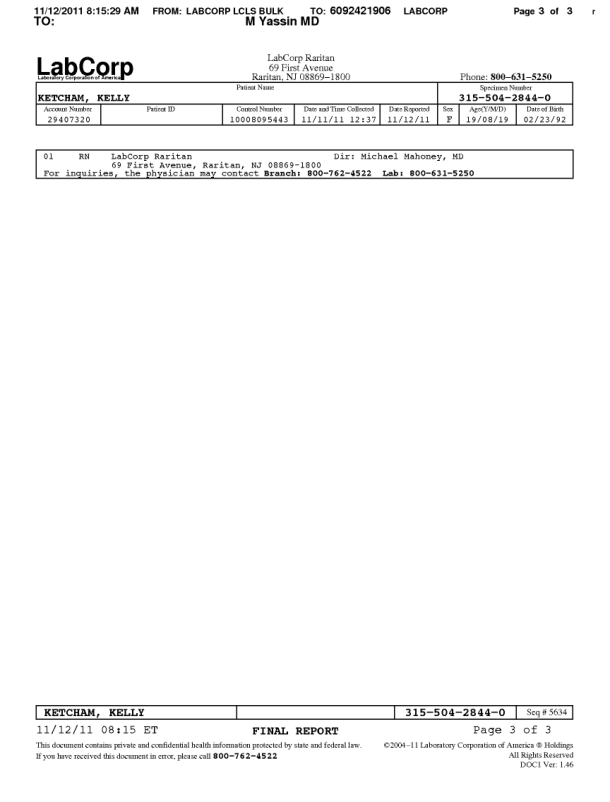 11/12/2011 8:15:29 AM FROM: LABCORP LCLS BULK TO: 6092421906 LABCORP Page 3 of 3 r
TO: M Yassin MD
LabCorp
Laboratory Corporation of America
LabCorp Raritan
69 First Avenue
Raritan, NJ 08869-1800
Phone: 800-631-5250
Patient Name Specimen Number
KETCHAM, KELLY 315-504-2844-0
Account Number Patient ID Control Number Date and Time Collected Date Reported Sex Age(Y/M/D) Date of Birth
29407320 10008095443 11/11/11 12:37 11/12/11 F 19/08/19 02/23/92
01 RN LabCorp Raritan Dir: Michael Mahoney, MD
69 First Avenue, Raritan, NJ 08869-1800
For inquiries, the physician may contact Branch: 800-762-4522 Lab: 800-631-5250
KETCHAM, KELLY 315-504-2844-0 Seq # 5634
11/12/11 08:15 ET FINAL REPORT Page 3 of 3
This document contains private and confidential health information protected by state and federal law. ©2004-11 Laboratory Corporation of America ® Holdings
If you have received this document in error, please call 800-762-4522 All Rights Reserved
DOC1 Ver: 1.46